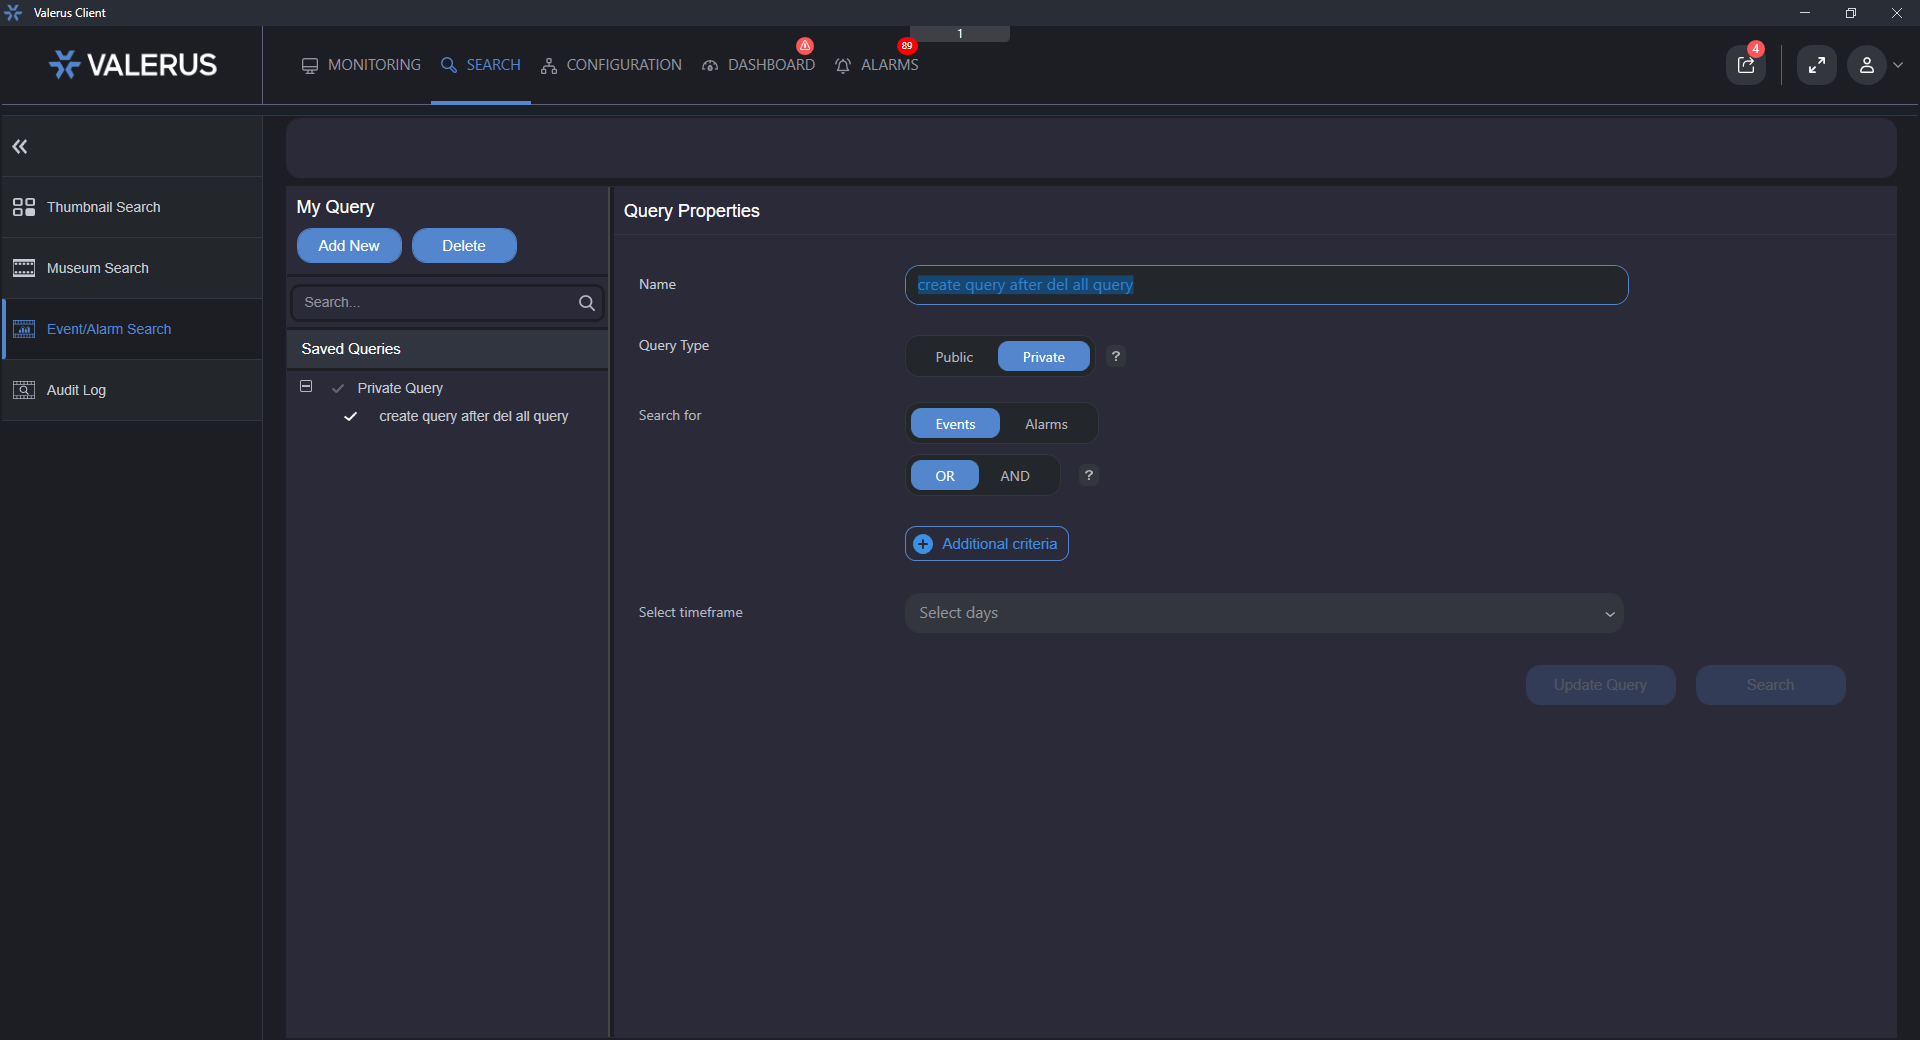 Valerus Client
1
VALERUS
MONITORING
SEARCH
CONFIGURATION
DASHBOARD
89
ALARMS
4
Thumbnail Search
Museum Search
Event/Alarm Search
Audit Log
My Query
Add New
Delete
Search...
Saved Queries
Private Query
create query after del all query
Query Properties
Name
create query after del all query
Query Type
Public
Private
?
Search for
Events
Alarms
OR
AND
?
Additional criteria
Select timeframe
Select days
Update Query
Search